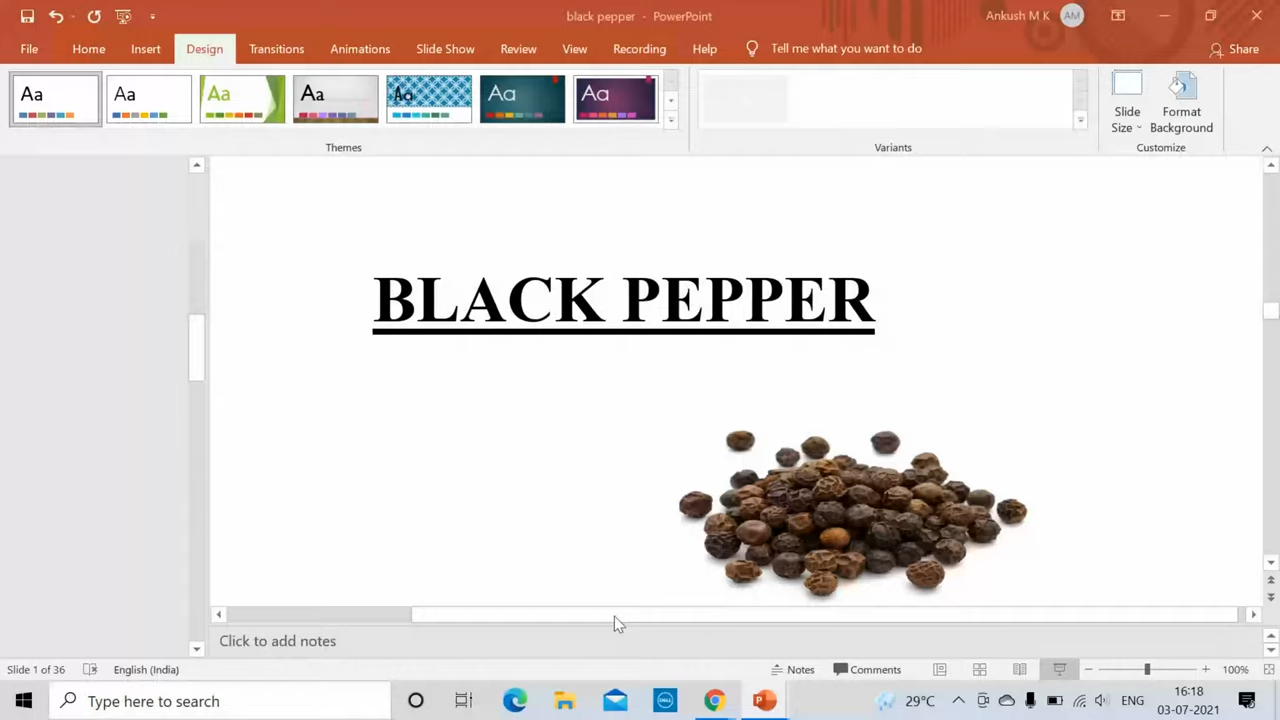 black pepper - PowerPoint
Ankush M K
AM
File
Home
Insert
Design
Transitions
Animations
Slide Show
Review
View
Recording
Help
Tell me what you want to do
Share
Aa
Aa
Aa
Aa
Aa
Aa
Aa
Slide Size
Format Background
Themes
Variants
Customize
BLACK PEPPER
Click to add notes
Slide 1 of 36
English (India)
Notes
Comments
100%
Type here to search
DELL
29°C
ENG
16:18
03-07-2021